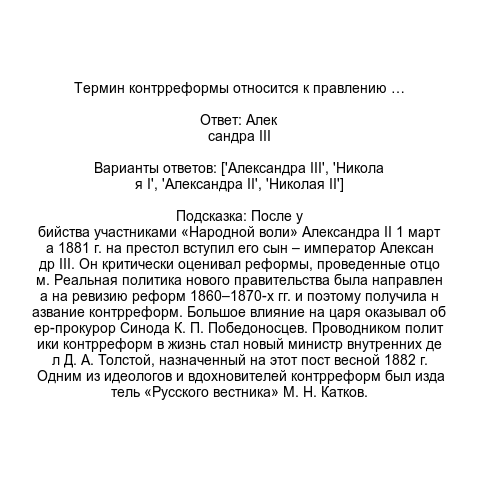 Термин контрреформы относится к правлению …
Ответ: Алек
сандра III
Варианты ответов: ['Александра III', 'Никола
я I', 'Александра II', 'Николая II']
Подсказка: После у
бийства участниками «Народной воли» Александра II 1 март
а 1881 г. на престол вступил его сын – император Алексан
др III. Он критически оценивал реформы, проведенные отцо
м. Реальная политика нового правительства была направлен
а на ревизию реформ 1860–1870-х гг. и поэтому получила н
азвание контрреформ. Большое влияние на царя оказывал об
ер-прокурор Синода К. П. Победоносцев. Проводником полит
ики контрреформ в жизнь стал новый министр внутренних де
л Д. А. Толстой, назначенный на этот пост весной 1882 г.
Одним из идеологов и вдохновителей контрреформ был изда
тель «Русского вестника» М. Н. Катков.